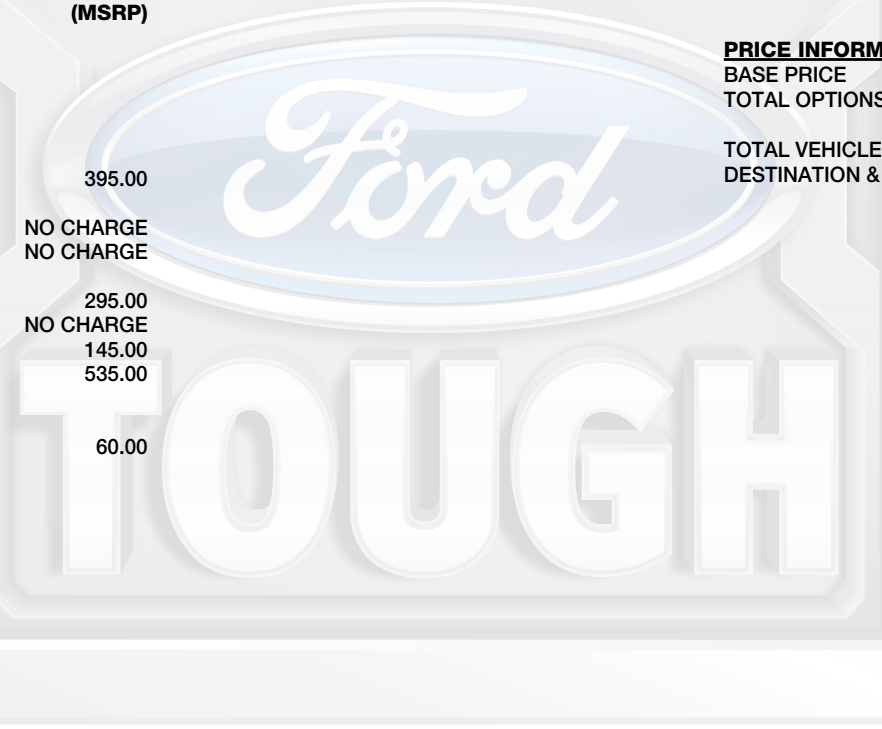 (MSRP)
395.00
NO CHARGE
NO CHARGE
295.00
NO CHARGE
145.00
535.00
60.00
PRICE
BASE PRICE
TOTAL OPTIONS
TOTAL VEHICLE
DESTINATION &
Ford
TOUGH